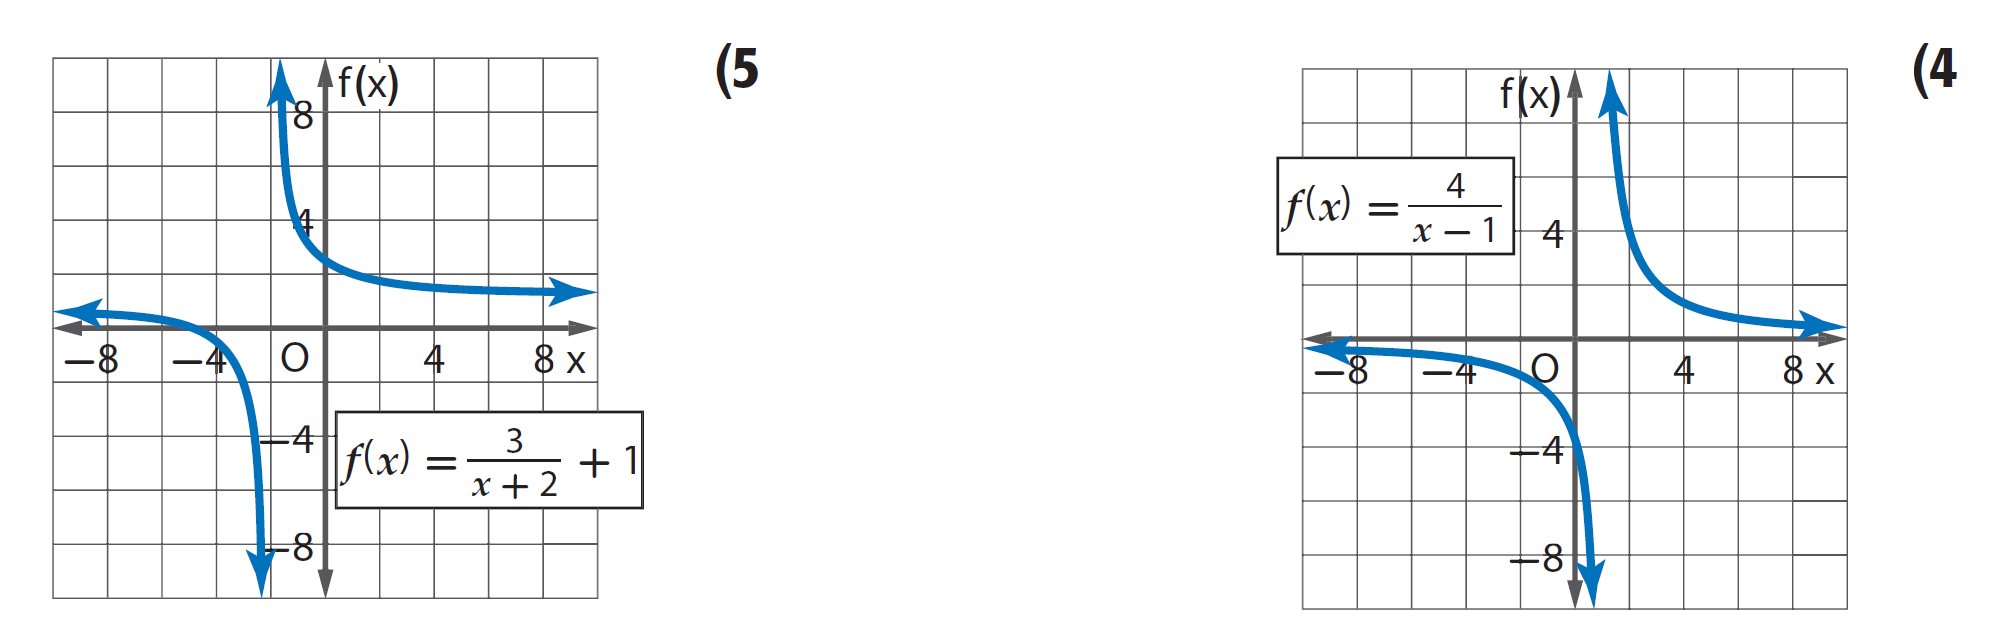 (4
f(x)
f(x) = 4/(x − 1)
4
−8 −4 O 4 8 x
−4
−8
(5
f(x)
8
4
−8 −4 O 4 8 x
−4
f(x) = 3/(x + 2) + 1
−8